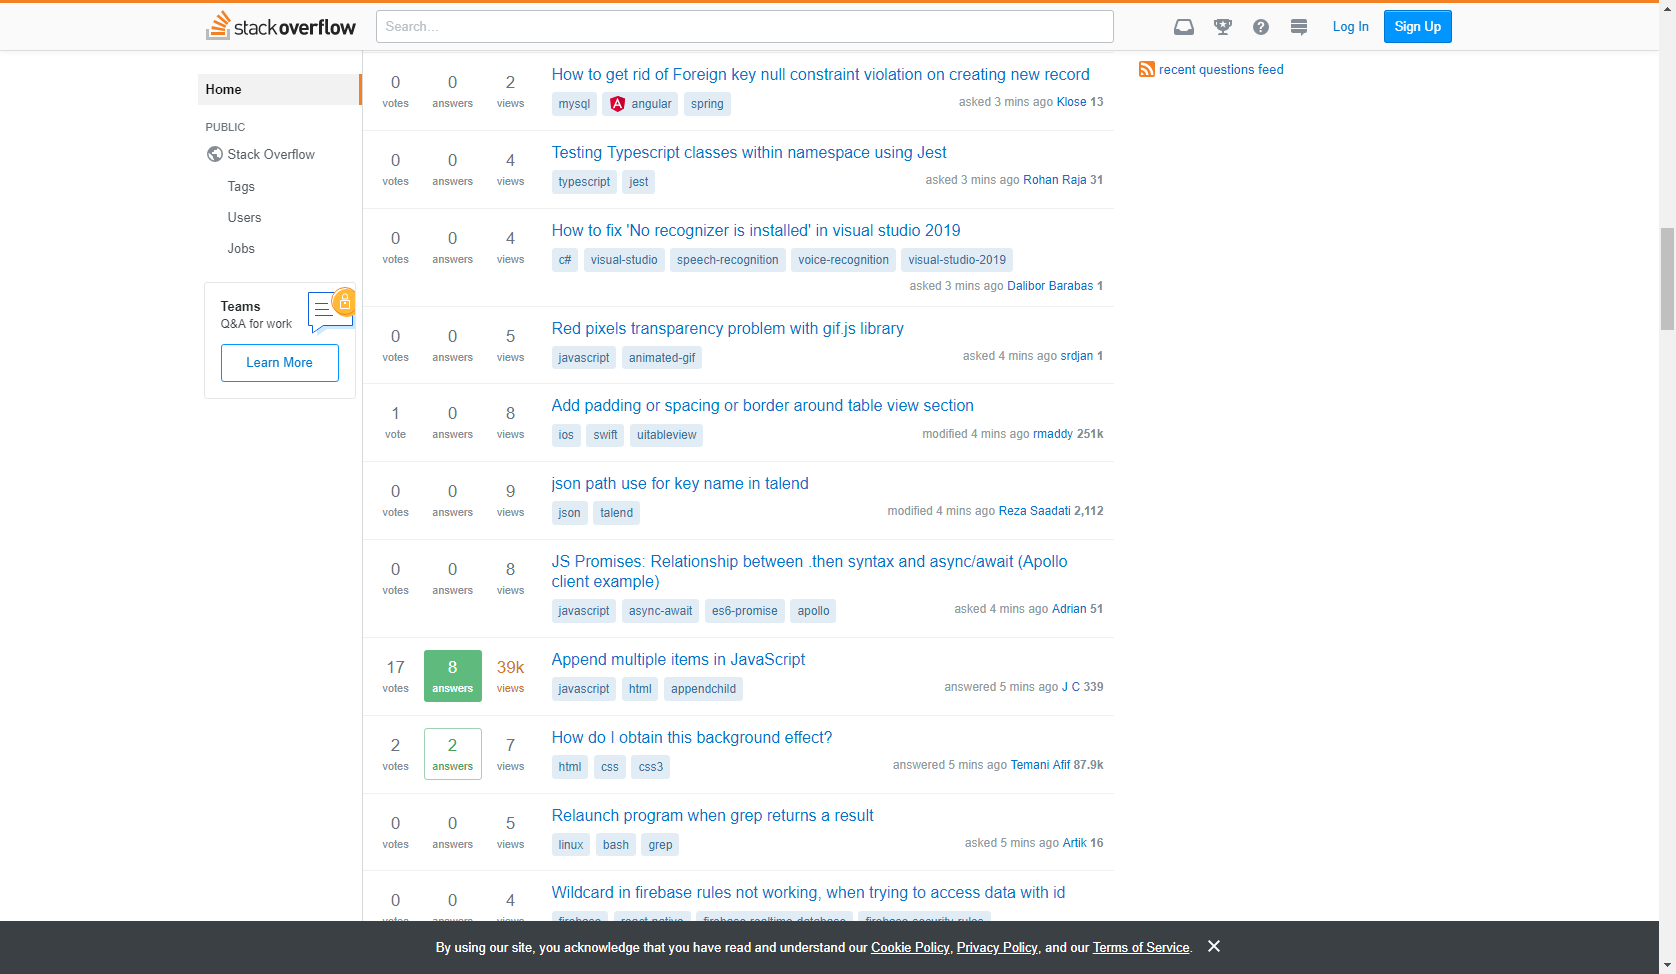 stackoverflow
Search...
Log In
Sign Up
Home
PUBLIC
Stack Overflow
Tags
Users
Jobs
Teams
Q&A for work
Learn More
0 votes 0 answers 2 views
How to get rid of Foreign key null constraint violation on creating new record
mysql angular spring
asked 3 mins ago Klose 13
0 votes 0 answers 4 views
Testing Typescript classes within namespace using Jest
typescript jest
asked 3 mins ago Rohan Raja 31
0 votes 0 answers 4 views
How to fix 'No recognizer is installed' in visual studio 2019
c# visual-studio speech-recognition voice-recognition visual-studio-2019
asked 3 mins ago Dalibor Barabas 1
0 votes 0 answers 5 views
Red pixels transparency problem with gif.js library
javascript animated-gif
asked 4 mins ago srdjan 1
1 vote 0 answers 8 views
Add padding or spacing or border around table view section
ios swift uitableview
modified 4 mins ago rmaddy 251k
0 votes 0 answers 9 views
json path use for key name in talend
json talend
modified 4 mins ago Reza Saadati 2,112
0 votes 0 answers 8 views
JS Promises: Relationship between .then syntax and async/await (Apollo
client example)
javascript async-await es6-promise apollo
asked 4 mins ago Adrian 51
17 votes 8 answers 39k views
Append multiple items in JavaScript
javascript html appendchild
answered 5 mins ago J C 339
2 votes 2 answers 7 views
How do I obtain this background effect?
html css css3
answered 5 mins ago Temani Afif 87.9k
0 votes 0 answers 5 views
Relaunch program when grep returns a result
linux bash grep
asked 5 mins ago Artik 16
0 votes 0 answers 4 views
Wildcard in firebase rules not working, when trying to access data with id
firebase react-native firebase-realtime-database firebase-security-rules
recent questions feed
By using our site, you acknowledge that you have read and understand our Cookie Policy, Privacy Policy, and our Terms of Service.